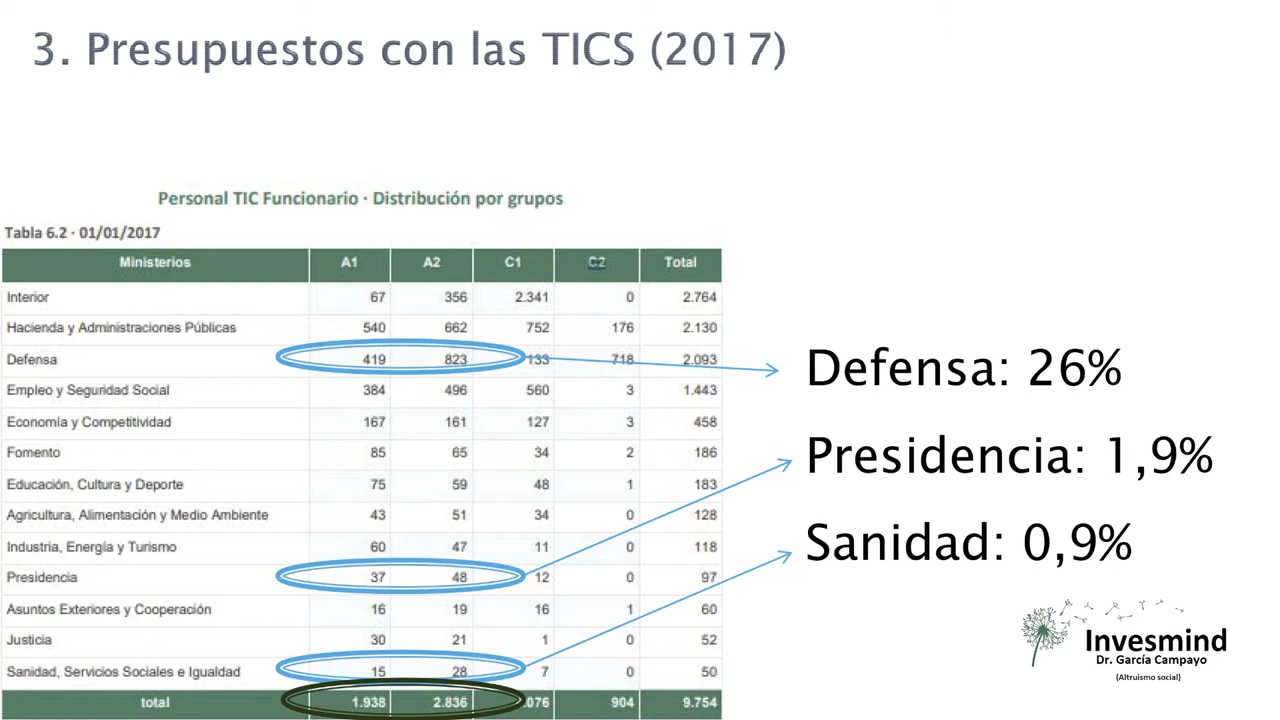 3. Presupuestos con las TICS (2017)
Personal TIC Funcionario · Distribución por grupos
Tabla 6.2 · 01/01/2017
Ministerios A1 A2 C1 C2 Total
Interior 67 356 2.341 0 2.764
Hacienda y Administraciones Públicas 540 662 752 176 2.130
Defensa 419 823 133 718 2.093
Empleo y Seguridad Social 384 496 560 3 1.443
Economía y Competitividad 167 161 127 3 458
Fomento 85 65 34 2 186
Educación, Cultura y Deporte 75 59 48 1 183
Agricultura, Alimentación y Medio Ambiente 43 51 34 0 128
Industria, Energía y Turismo 60 47 11 0 118
Presidencia 37 48 12 0 97
Asuntos Exteriores y Cooperación 16 19 16 1 60
Justicia 30 21 1 0 52
Sanidad, Servicios Sociales e Igualdad 15 28 7 0 50
total 1.938 2.836 .076 904 9.754
Defensa: 26%
Presidencia: 1,9%
Sanidad: 0,9%
Invesmind
Dr. García Campayo
(Altruismo social)